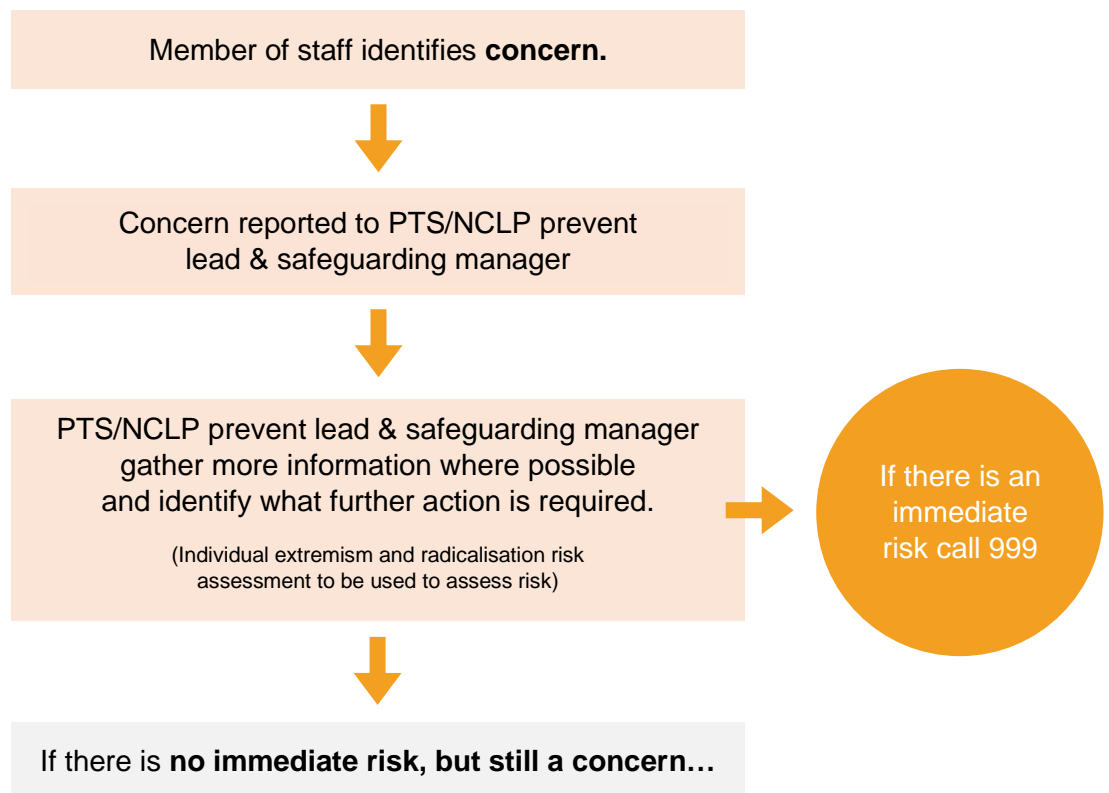 Member of staff identifies concern.
Concern reported to PTS/NCLP prevent
lead & safeguarding manager
PTS/NCLP prevent lead & safeguarding manager
gather more information where possible
and identify what further action is required.
(Individual extremism and radicalisation risk
assessment to be used to assess risk)
If there is an
immediate
risk call 999
If there is no immediate risk, but still a concern…